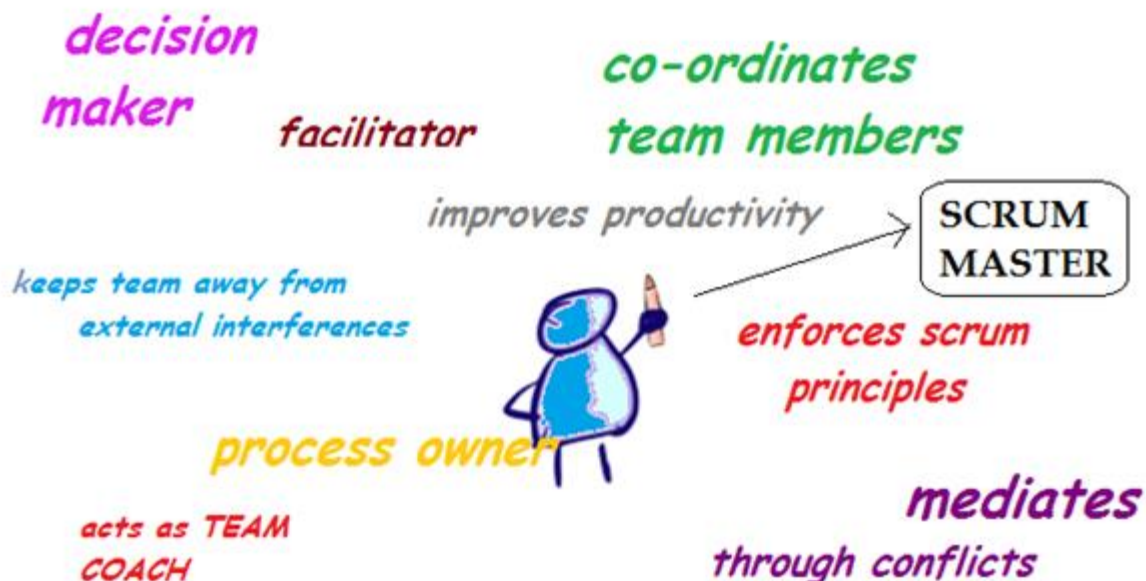 decision
maker
facilitator
co-ordinates
team members
improves productivity
SCRUM
MASTER
keeps team away from
external interferences
enforces scrum
principles
process owner
mediates
through conflicts
acts as TEAM
COACH